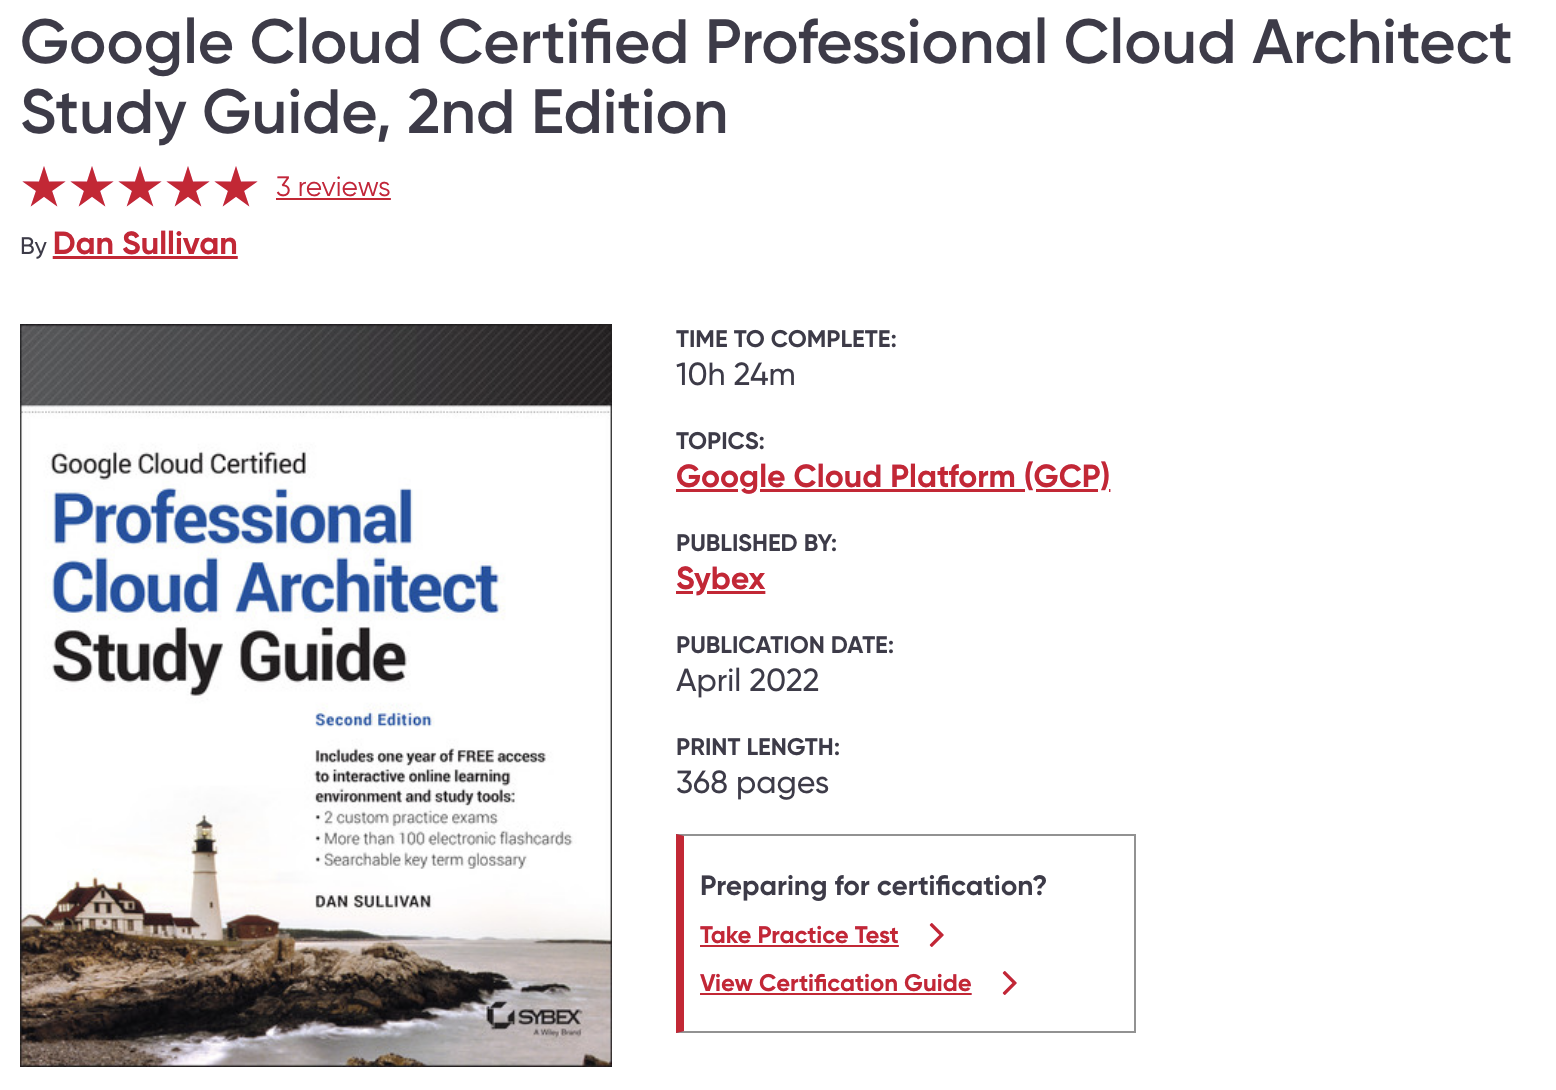 Google Cloud Certified Professional Cloud Architect
Study Guide, 2nd Edition
3 reviews
By Dan Sullivan
Google Cloud Certified
Professional
Cloud Architect
Study Guide
Second Edition
Includes one year of FREE access
to interactive online learning
environment and study tools:
• 2 custom practice exams
• More than 100 electronic flashcards
• Searchable key term glossary
DAN SULLIVAN
SYBEX
A Wiley Brand
TIME TO COMPLETE:
10h 24m
TOPICS:
Google Cloud Platform (GCP)
PUBLISHED BY:
Sybex
PUBLICATION DATE:
April 2022
PRINT LENGTH:
368 pages
Preparing for certification?
Take Practice Test
View Certification Guide